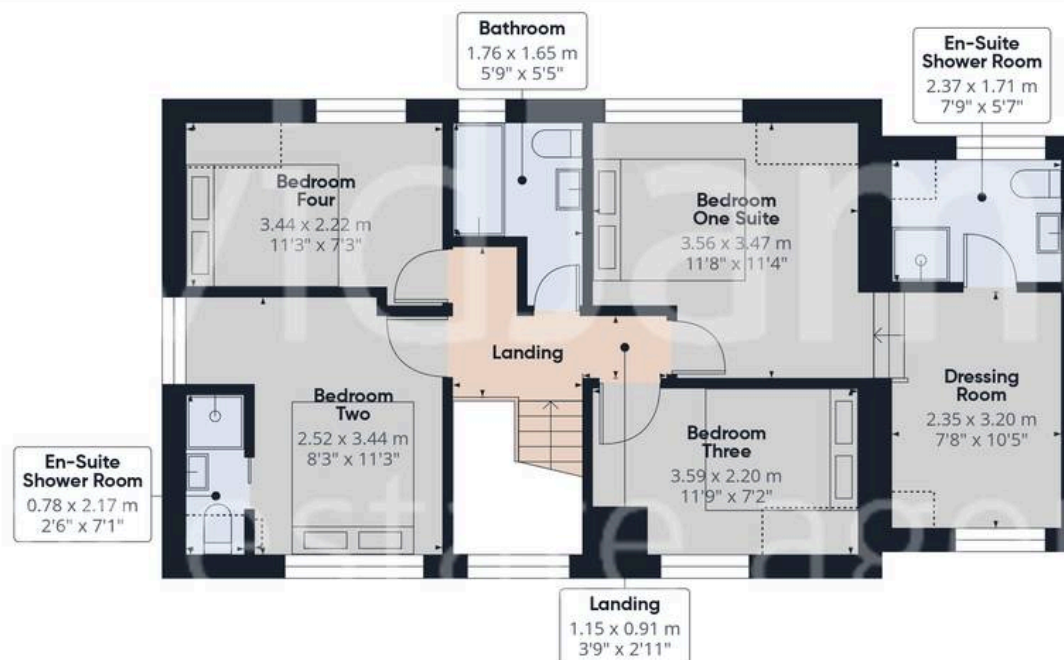 Bathroom
1.76 x 1.65 m
5'9" x 5'5"
En-Suite
Shower Room
2.37 x 1.71 m
7'9" x 5'7"
Bedroom
Four
3.44 x 2.22 m
11'3" x 7'3"
Bedroom
One Suite
3.56 x 3.47 m
11'8" x 11'4"
Landing
Bedroom
Two
2.52 x 3.44 m
8'3" x 11'3"
Dressing
Room
2.35 x 3.20 m
7'8" x 10'5"
Bedroom
Three
3.59 x 2.20 m
11'9" x 7'2"
En-Suite
Shower Room
0.78 x 2.17 m
2'6" x 7'1"
Landing
1.15 x 0.91 m
3'9" x 2'11"